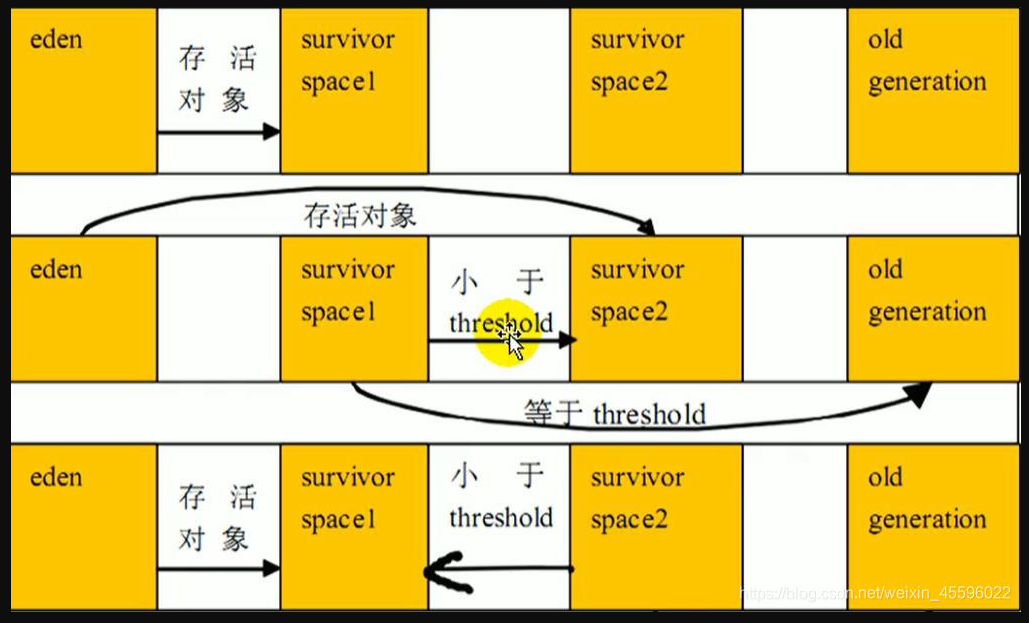 eden
存 活
对 象
survivor
space1
survivor
space2
old
generation
存活对象
eden
survivor
space1
小 于
threshold
survivor
space2
old
generation
等于 threshold
eden
存 活
对 象
survivor
space1
小 于
threshold
survivor
space2
old
generation
https://blog.csdn.net/weixin_45596022